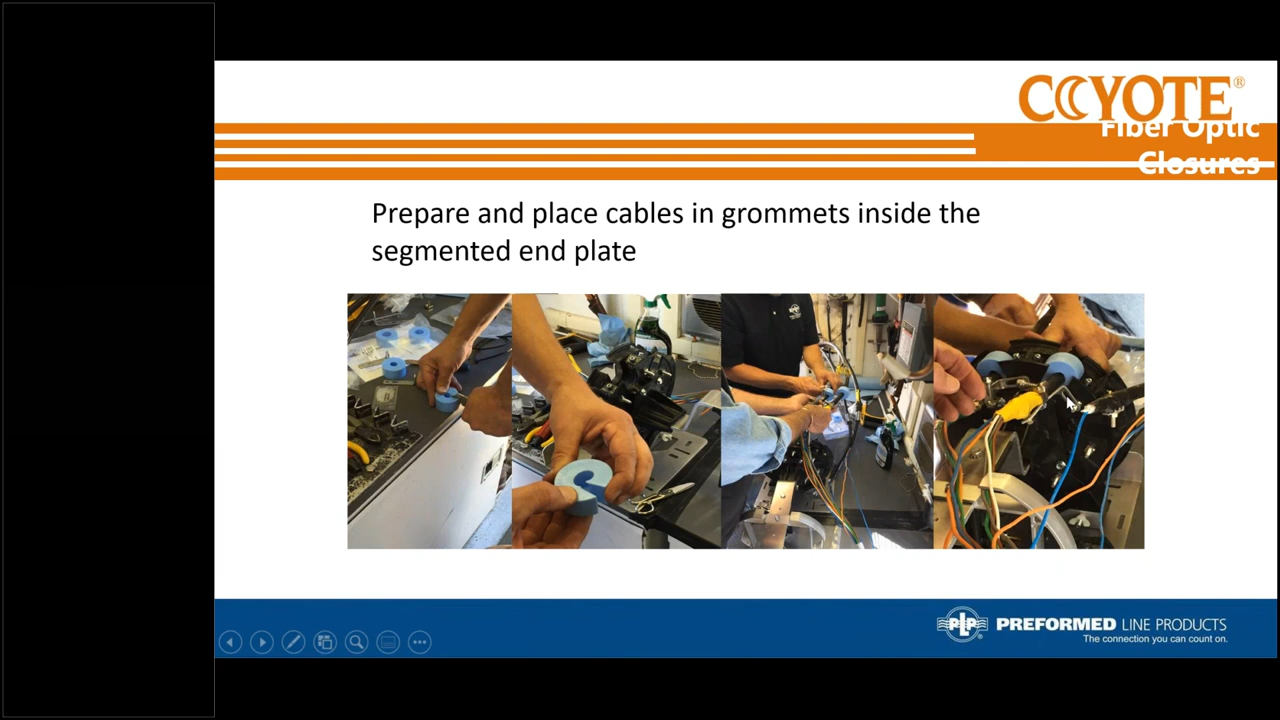 COYOTE®
Fiber Optic
Closures
Prepare and place cables in grommets inside the
segmented end plate
PLP®
PREFORMED LINE PRODUCTS
The connection you can count on.